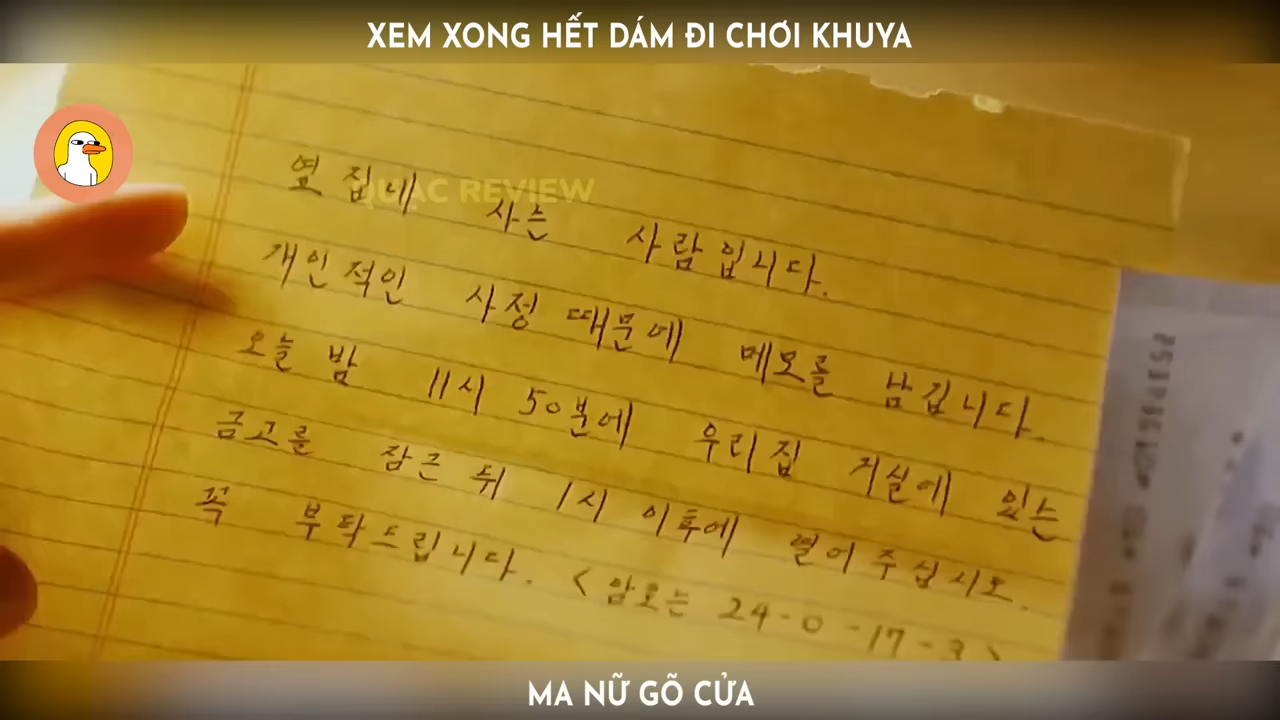 XEM XONG HẾT DÁM ĐI CHƠI KHUYA
QUẠC REVIEW
옆집네 사는 사람입니다.
개인적인 사정 때문에 메모를 남깁니다.
오늘 밤 11시 50분에 우리집 거실에 있는
금고를 잠근 뒤 1시 이후에 열어주십시오.
꼭 부탁드립니다. <암호는 24-0-17-3>
MA NỮ GÕ CỬA